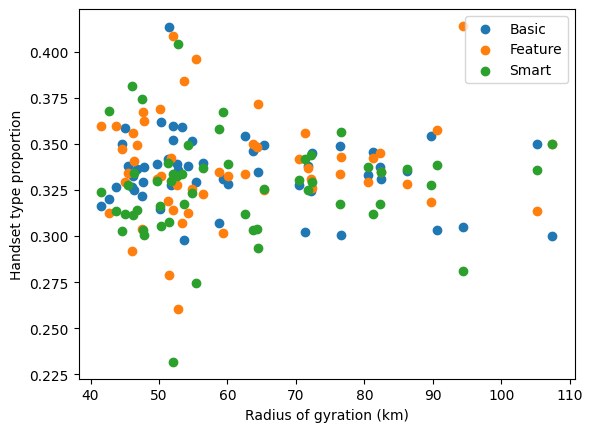 Basic
Feature
Smart
0.400
0.375
0.350
0.325
0.300
0.275
0.250
0.225
Handset type proportion
40 50 60 70 80 90 100 110
Radius of gyration (km)